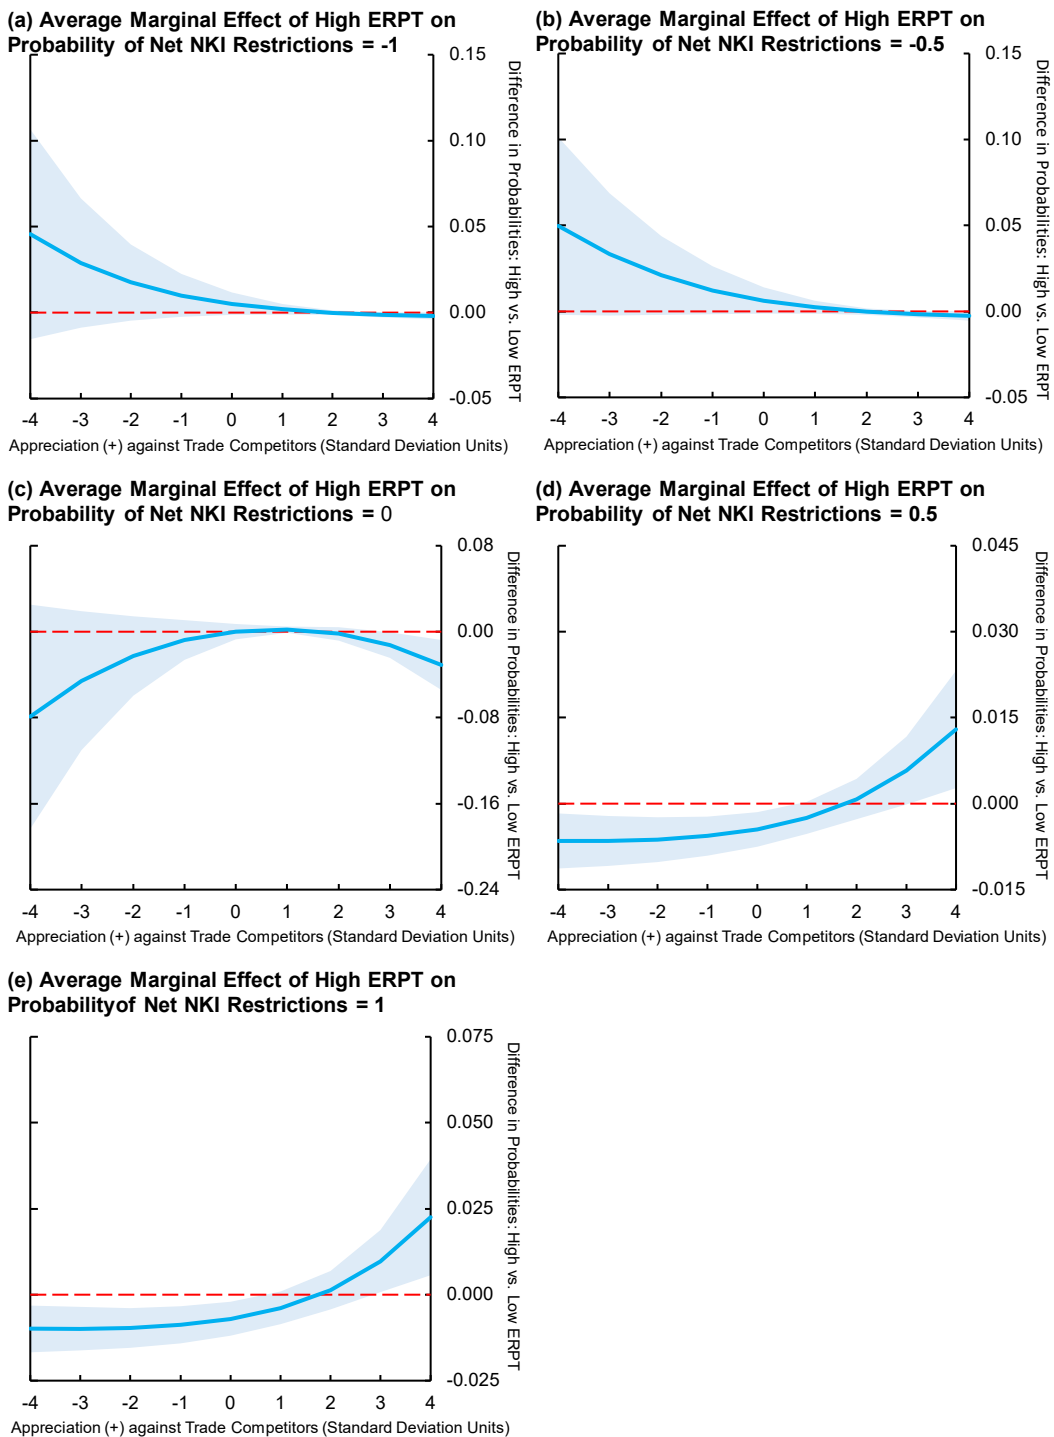 (a) Average Marginal Effect of High ERPT on
Probability of Net NKI Restrictions = -1
0.15
0.10
0.05
0.00
-0.05
Difference in Probabilities: High vs. Low ERPT
-4 -3 -2 -1 0 1 2 3 4
Appreciation (+) against Trade Competitors (Standard Deviation Units)
(b) Average Marginal Effect of High ERPT on
Probability of Net NKI Restrictions = -0.5
0.15
0.10
0.05
0.00
-0.05
Difference in Probabilities: High vs. Low ERPT
-4 -3 -2 -1 0 1 2 3 4
Appreciation (+) against Trade Competitors (Standard Deviation Units)
(c) Average Marginal Effect of High ERPT on
Probability of Net NKI Restrictions = 0
0.08
0.00
-0.08
-0.16
-0.24
Difference in Probabilities: High vs. Low ERPT
-4 -3 -2 -1 0 1 2 3 4
Appreciation (+) against Trade Competitors (Standard Deviation Units)
(d) Average Marginal Effect of High ERPT on
Probability of Net NKI Restrictions = 0.5
0.045
0.030
0.015
0.000
-0.015
Difference in Probabilities: High vs. Low ERPT
-4 -3 -2 -1 0 1 2 3 4
Appreciation (+) against Trade Competitors (Standard Deviation Units)
(e) Average Marginal Effect of High ERPT on
Probabilityof Net NKI Restrictions = 1
0.075
0.050
0.025
0.000
-0.025
Difference in Probabilities: High vs. Low ERPT
-4 -3 -2 -1 0 1 2 3 4
Appreciation (+) against Trade Competitors (Standard Deviation Units)